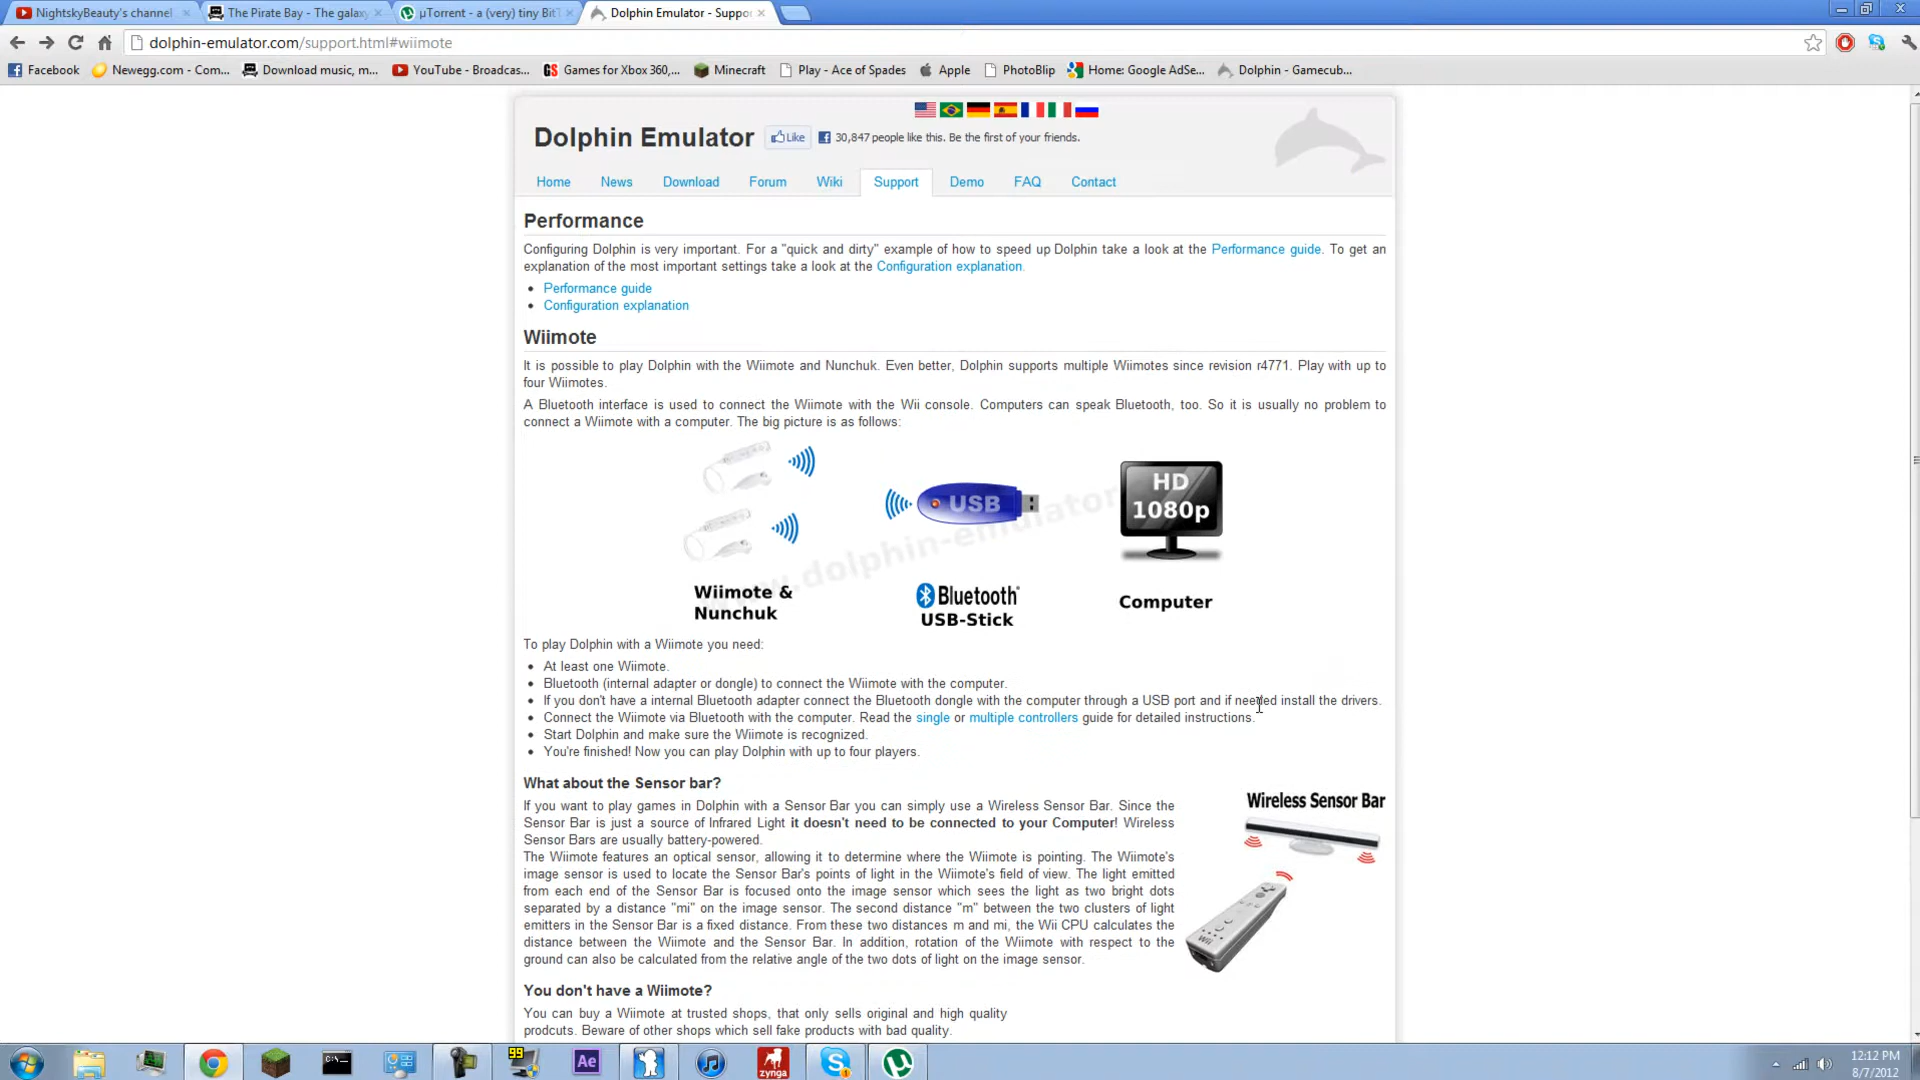 NightskyBeauty's channel
The Pirate Bay - The galaxy
µTorrent - a (very) tiny BitT
Dolphin Emulator - Suppo
dolphin-emulator.com/support.html#wiimote
Facebook
Newegg.com - Com...
Download music, m...
YouTube - Broadcas...
GS Games for Xbox 360,...
Minecraft
Play - Ace of Spades
Apple
PhotoBlip
Home: Google AdSe...
Dolphin - Gamecub...
Dolphin Emulator
Like
30,847 people like this. Be the first of your friends.
Home News Download Forum Wiki Support Demo FAQ Contact
Performance
Configuring Dolphin is very important. For a "quick and dirty" example of how to speed up Dolphin take a look at the Performance guide. To get an
explanation of the most important settings take a look at the Configuration explanation.
Performance guide
Configuration explanation
Wiimote
It is possible to play Dolphin with the Wiimote and Nunchuk. Even better, Dolphin supports multiple Wiimotes since revision r4771. Play with up to
four Wiimotes.
A Bluetooth interface is used to connect the Wiimote with the Wii console. Computers can speak Bluetooth, too. So it is usually no problem to
connect a Wiimote with a computer. The big picture is as follows:
USB
HD
1080p
www.dolphin-emulator
Wiimote &
Nunchuk
Bluetooth
USB-Stick
Computer
To play Dolphin with a Wiimote you need:
At least one Wiimote.
Bluetooth (internal adapter or dongle) to connect the Wiimote with the computer.
If you don't have a internal Bluetooth adapter connect the Bluetooth dongle with the computer through a USB port and if needed install the drivers.
Connect the Wiimote via Bluetooth with the computer. Read the single or multiple controllers guide for detailed instructions.
Start Dolphin and make sure the Wiimote is recognized.
You're finished! Now you can play Dolphin with up to four players.
What about the Sensor bar?
If you want to play games in Dolphin with a Sensor Bar you can simply use a Wireless Sensor Bar. Since the
Sensor Bar is just a source of Infrared Light it doesn't need to be connected to your Computer! Wireless
Sensor Bars are usually battery-powered.
The Wiimote features an optical sensor, allowing it to determine where the Wiimote is pointing. The Wiimote's
image sensor is used to locate the Sensor Bar's points of light in the Wiimote's field of view. The light emitted
from each end of the Sensor Bar is focused onto the image sensor which sees the light as two bright dots
separated by a distance "mi" on the image sensor. The second distance "m" between the two clusters of light
emitters in the Sensor Bar is a fixed distance. From these two distances m and mi, the Wii CPU calculates the
distance between the Wiimote and the Sensor Bar. In addition, rotation of the Wiimote with respect to the
ground can also be calculated from the relative angle of the two dots of light on the image sensor.
Wireless Sensor Bar
Wii
You don't have a Wiimote?
You can buy a Wiimote at trusted shops, that only sells original and high quality
prodcuts. Beware of other shops which sell fake products with bad quality.
C:\
99
Ae
zynga
12:12 PM
8/7/2012